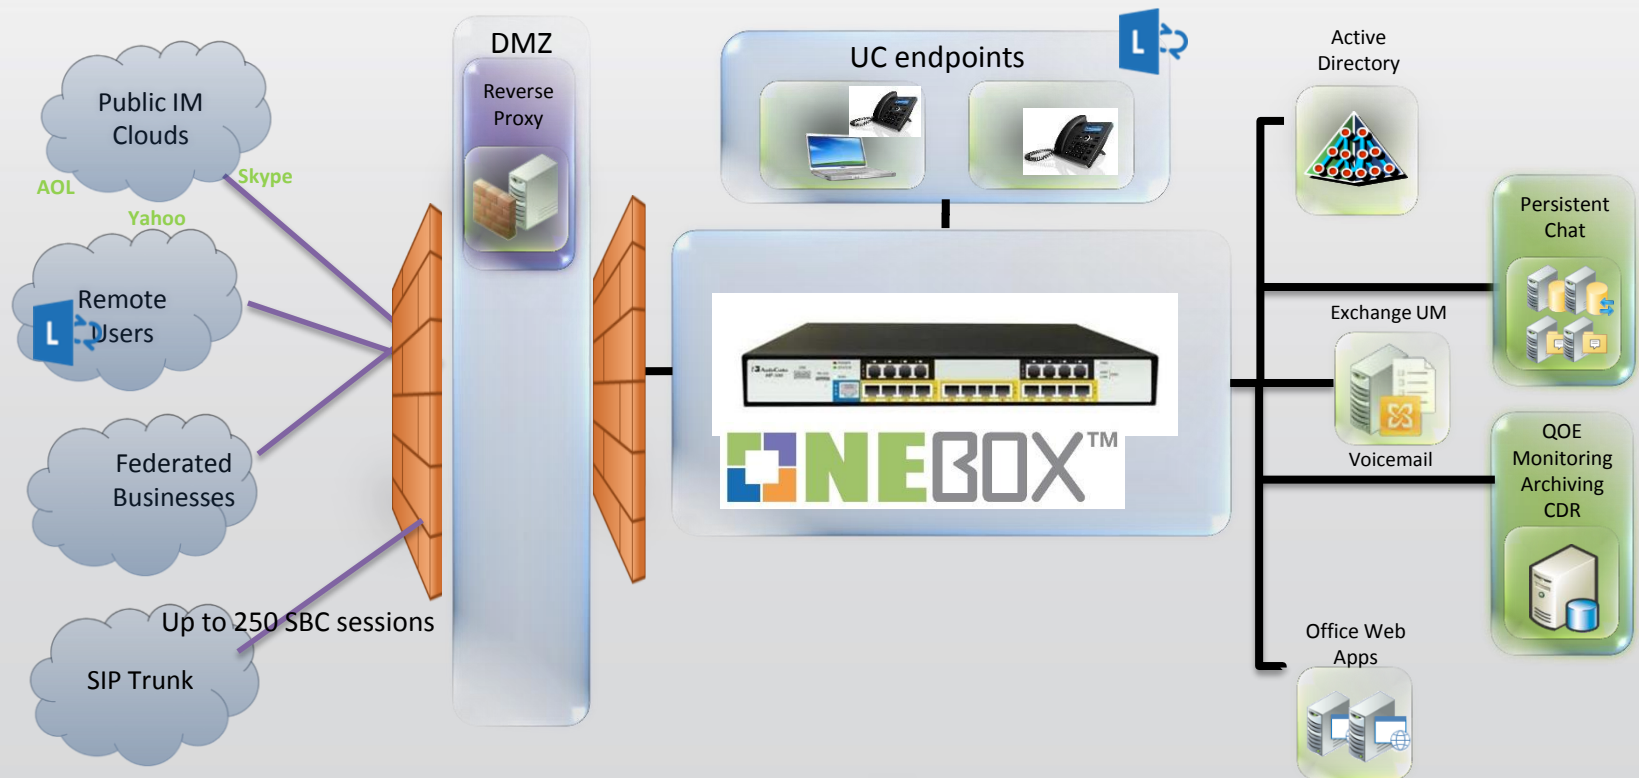 Public IM
Clouds
AOL
Skype
Yahoo
Remote
Users
L
Federated
Businesses
Up to 250 SBC sessions
SIP Trunk
DMZ
Reverse
Proxy
UC endpoints
L
AudioCodes
ONEBOX™
Active
Directory
Persistent
Chat
Exchange UM
Voicemail
QOE
Monitoring
Archiving
CDR
Office Web
Apps